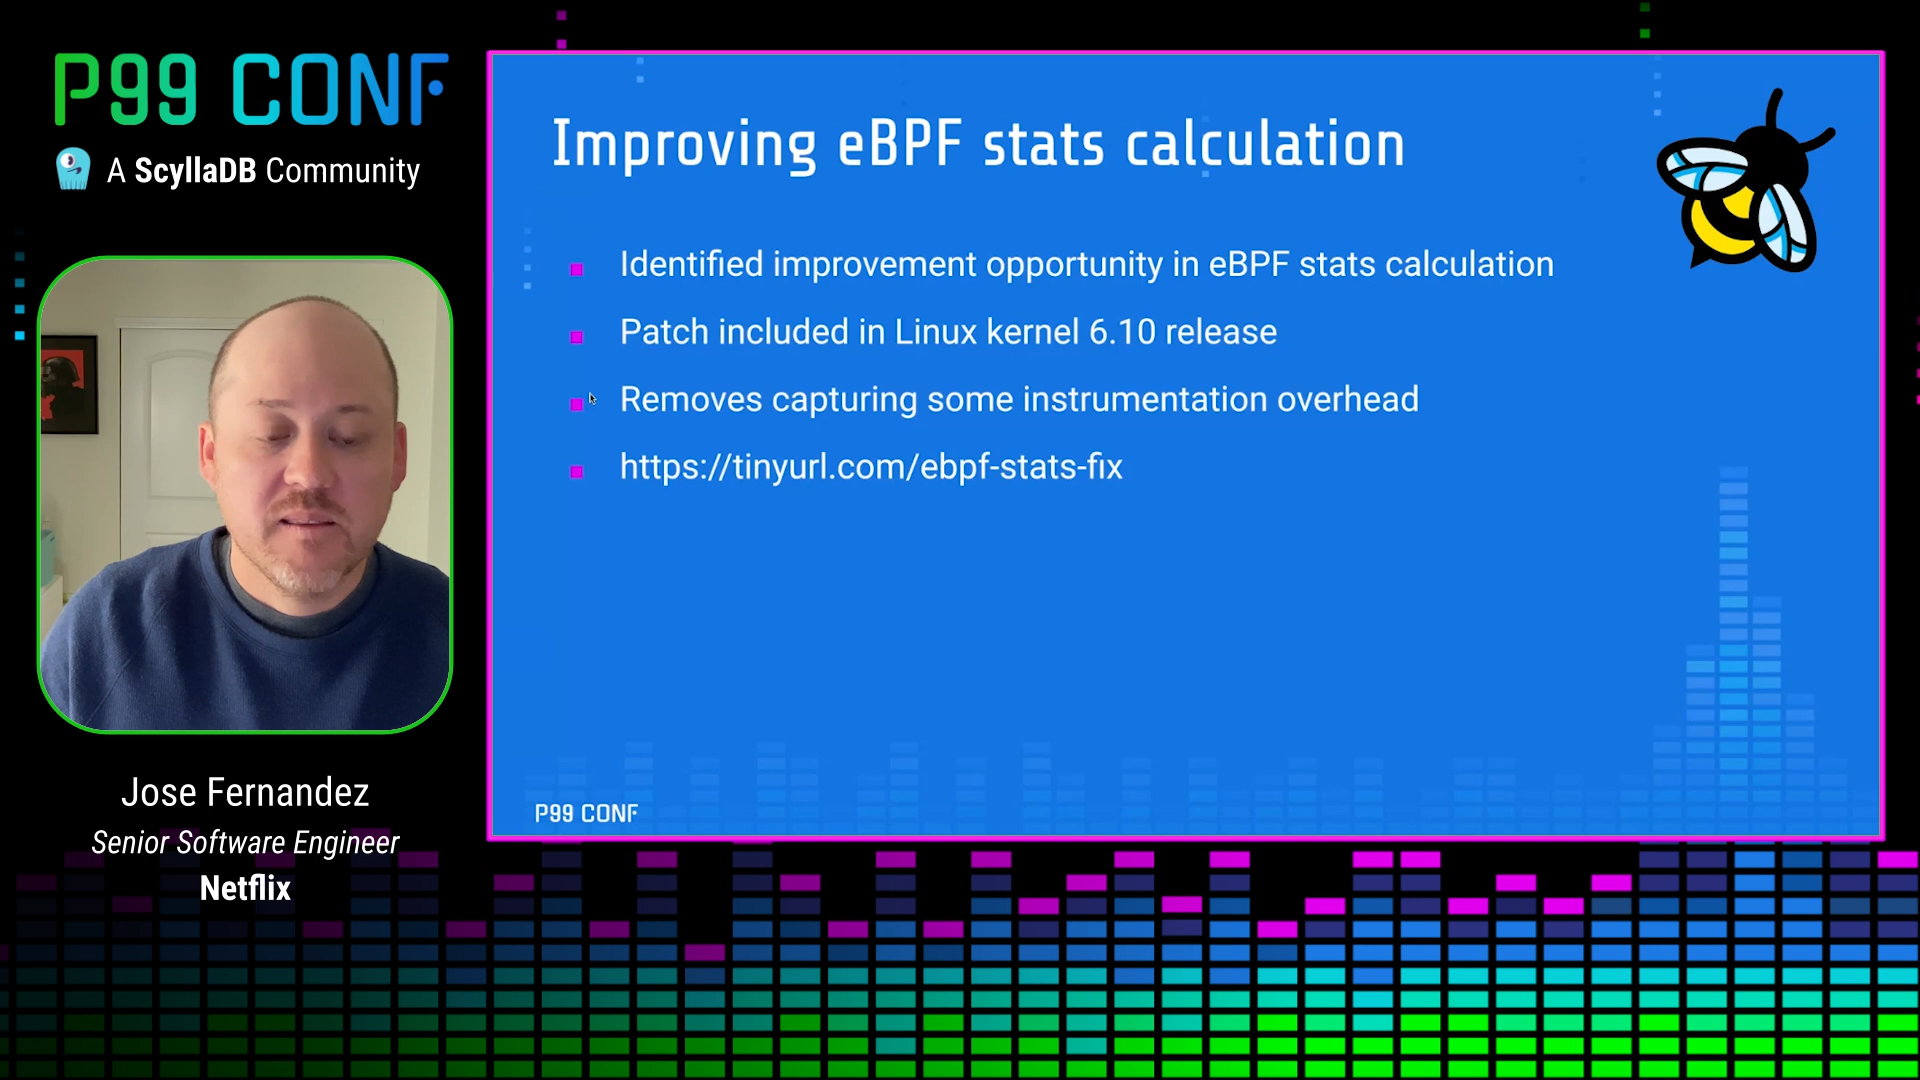 P99 CONF
A ScyllaDB Community
Jose Fernandez
Senior Software Engineer
Netflix
Improving eBPF stats calculation
Identified improvement opportunity in eBPF stats calculation
Patch included in Linux kernel 6.10 release
Removes capturing some instrumentation overhead
https://tinyurl.com/ebpf-stats-fix
P99 CONF